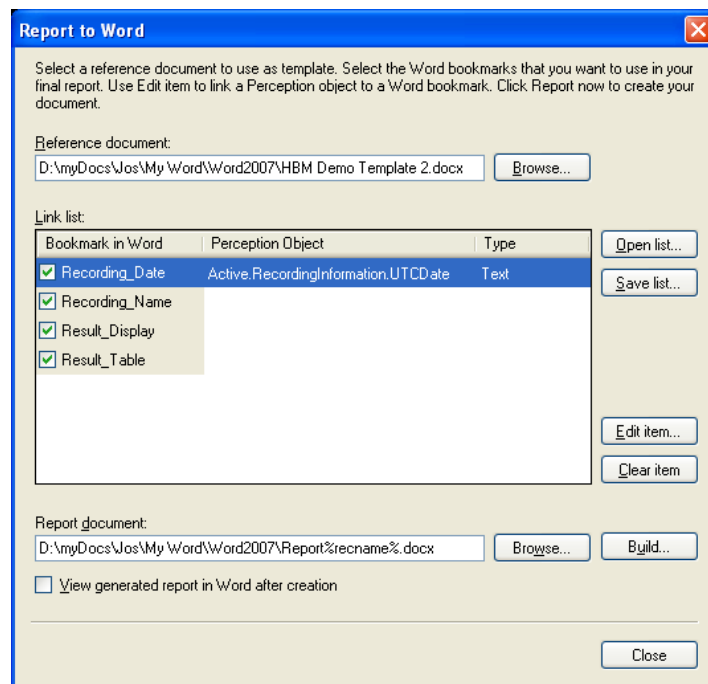 Report to Word
Select a reference document to use as template. Select the Word bookmarks that you want to use in your
final report. Use Edit item to link a Perception object to a Word bookmark. Click Report now to create your
document.
Reference document:
D:\myDocs\Jos\My Word\Word2007\HBM Demo Template 2.docx Browse...
Link list:
Bookmark in Word Perception Object Type Open list...
Recording_Date Active.RecordingInformation.UTCDate Text Save list...
Recording_Name
Result_Display
Result_Table
Edit item...
Clear item
Report document:
D:\myDocs\Jos\My Word\Word2007\Report%recname%.docx Browse... Build...
View generated report in Word after creation
Close